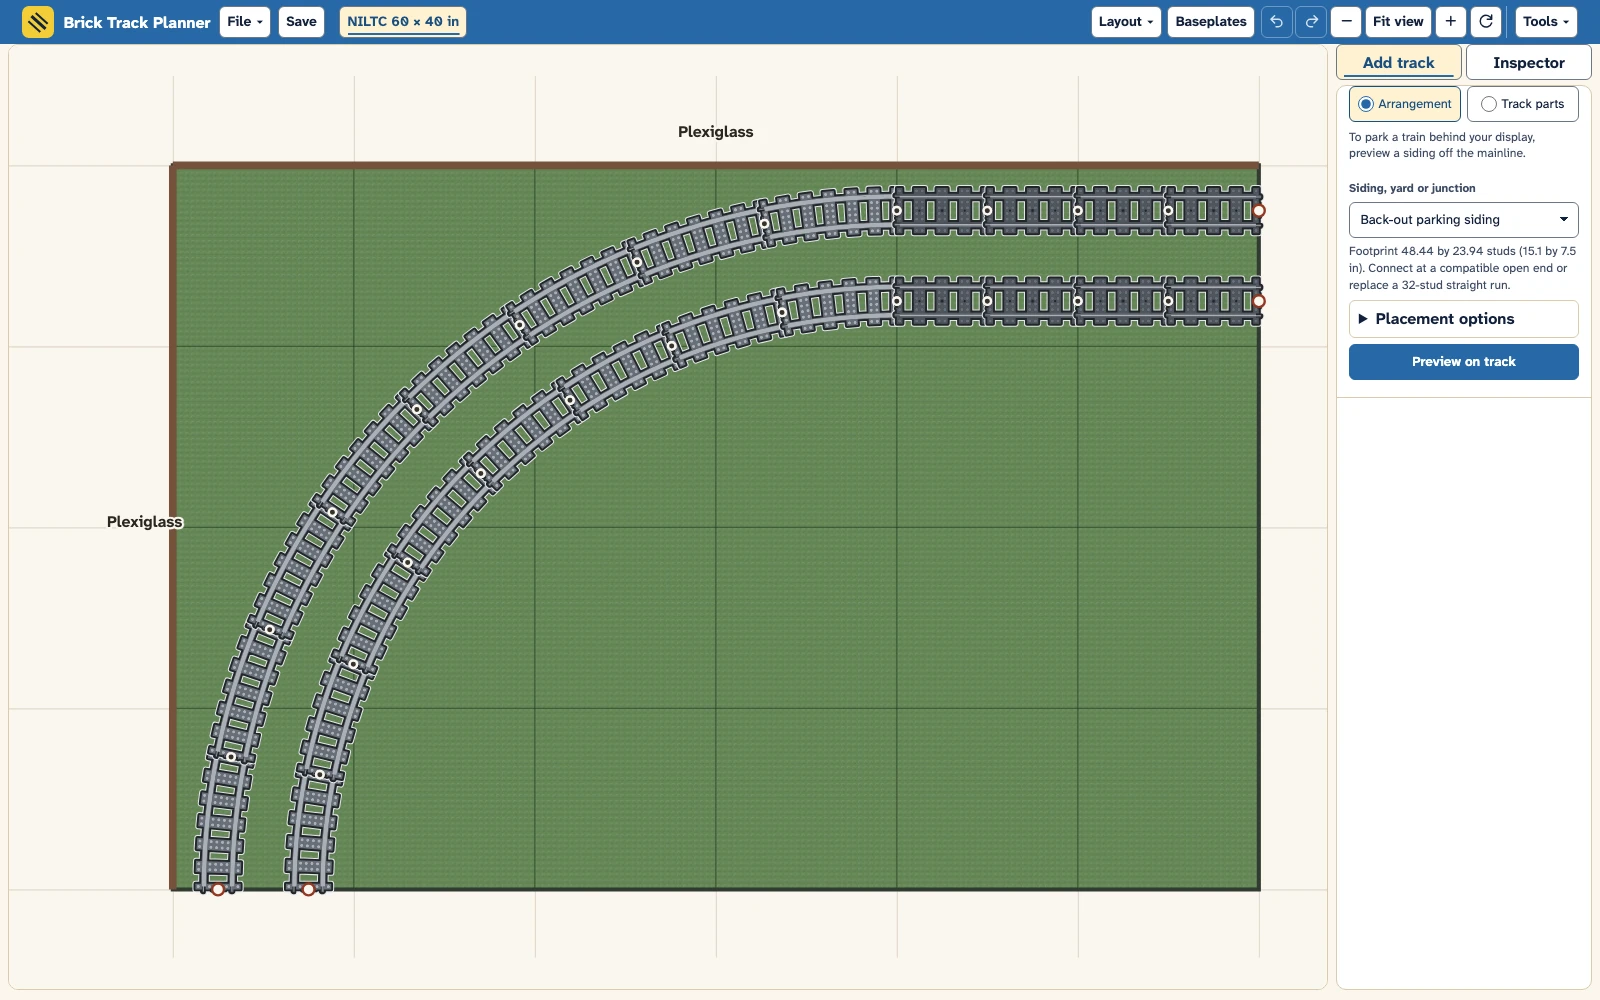 Brick Track Planner
File
Save
NILTC 60 × 40 in
Layout
Baseplates
Fit view
Tools
Add track
Inspector
Arrangement
Track parts
To park a train behind your display,
preview a siding off the mainline.
Siding, yard or junction
Back-out parking siding
Footprint 48.44 by 23.94 studs (15.1 by 7.5
in). Connect at a compatible open end or
replace a 32-stud straight run.
Placement options
Preview on track
Plexiglass
Plexiglass